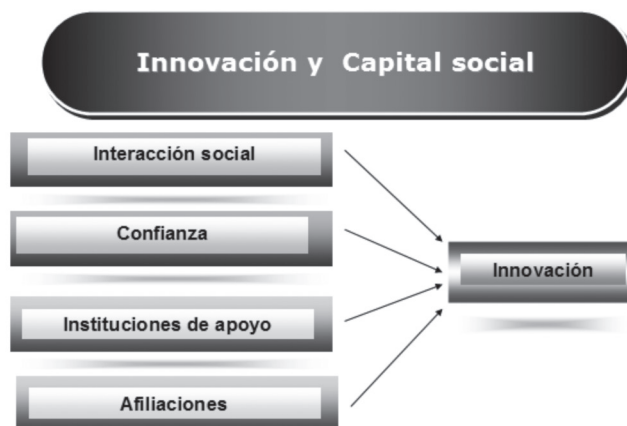 Innovación y Capital social
Interacción social
Confianza
Innovación
Instituciones de apoyo
Afiliaciones